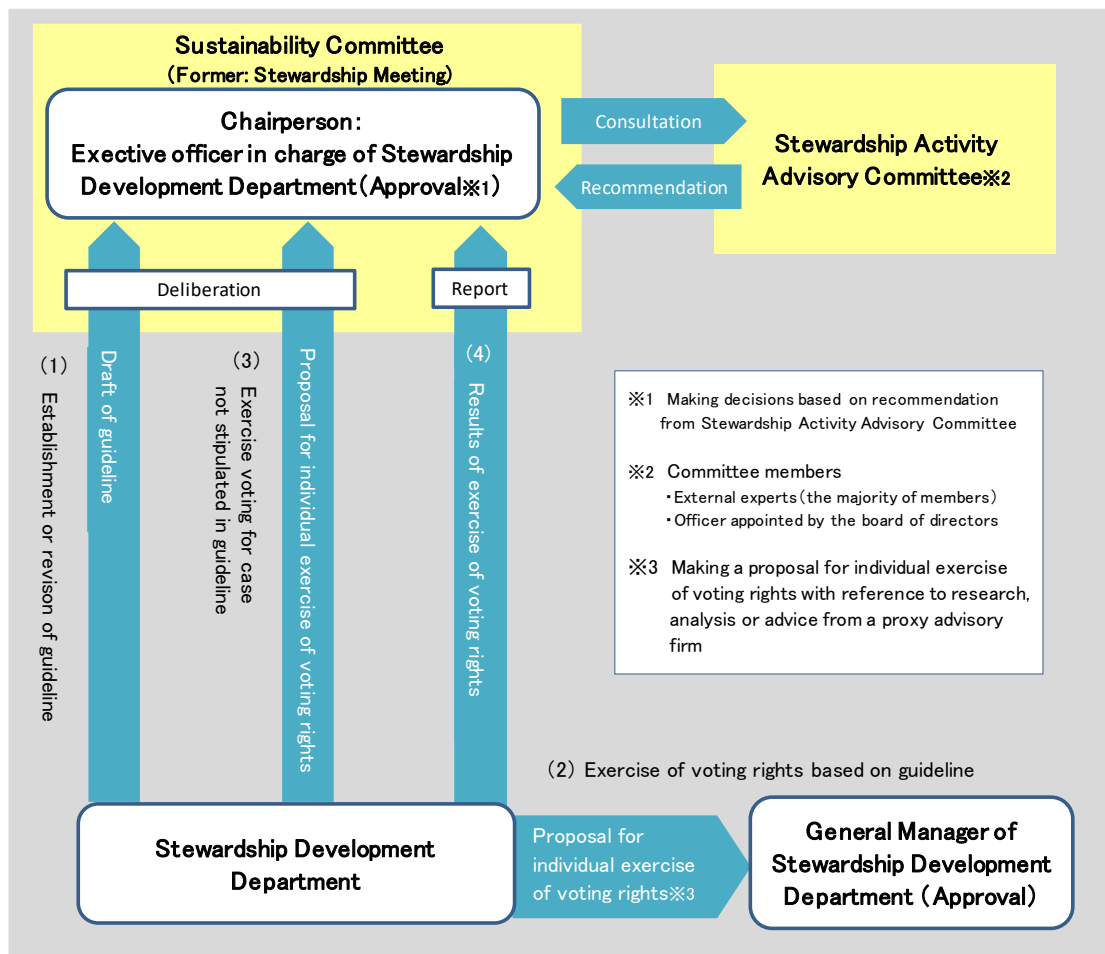 Sustainability Committee
(Former: Stewardship Meeting)
Chairperson:
Exective officer in charge of Stewardship
Development Department(Approval※1)
Consultation
Recommendation
Stewardship Activity
Advisory Committee※2
Deliberation
Report
(1) Establishment or revison of guideline
Draft of guideline
(3) Exercise voting for case
not stipulated in guideline
Proposal for individual exercise of voting rights
(4) Results of exercise of voting rights
※1 Making decisions based on recommendation
from Stewardship Activity Advisory Committee
※2 Committee members
・External experts(the majority of members)
・Officer appointed by the board of directors
※3 Making a proposal for individual exercise
of voting rights with reference to research,
analysis or advice from a proxy advisory
firm
(2) Exercise of voting rights based on guideline
Stewardship Development
Department
Proposal for
individual exercise
of voting rights※3
General Manager of
Stewardship Development
Department (Approval)